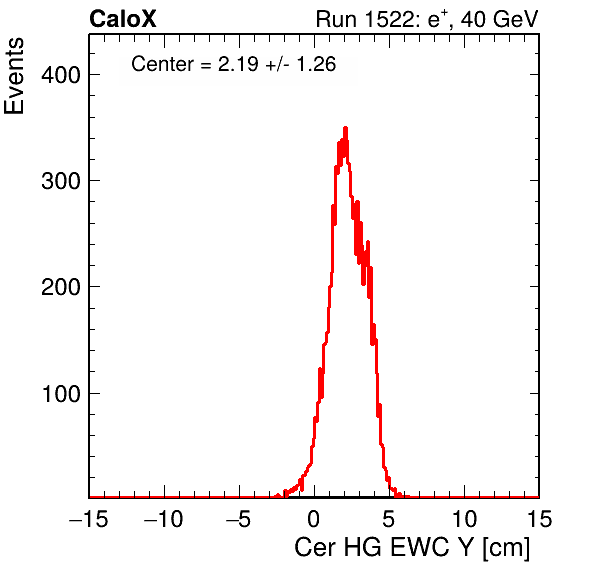 CaloX Run 1522: e⁺, 40 GeV
Center = 2.19 +/- 1.26
Events
400
300
200
100
−15 −10 −5 0 5 10 15
Cer HG EWC Y [cm]